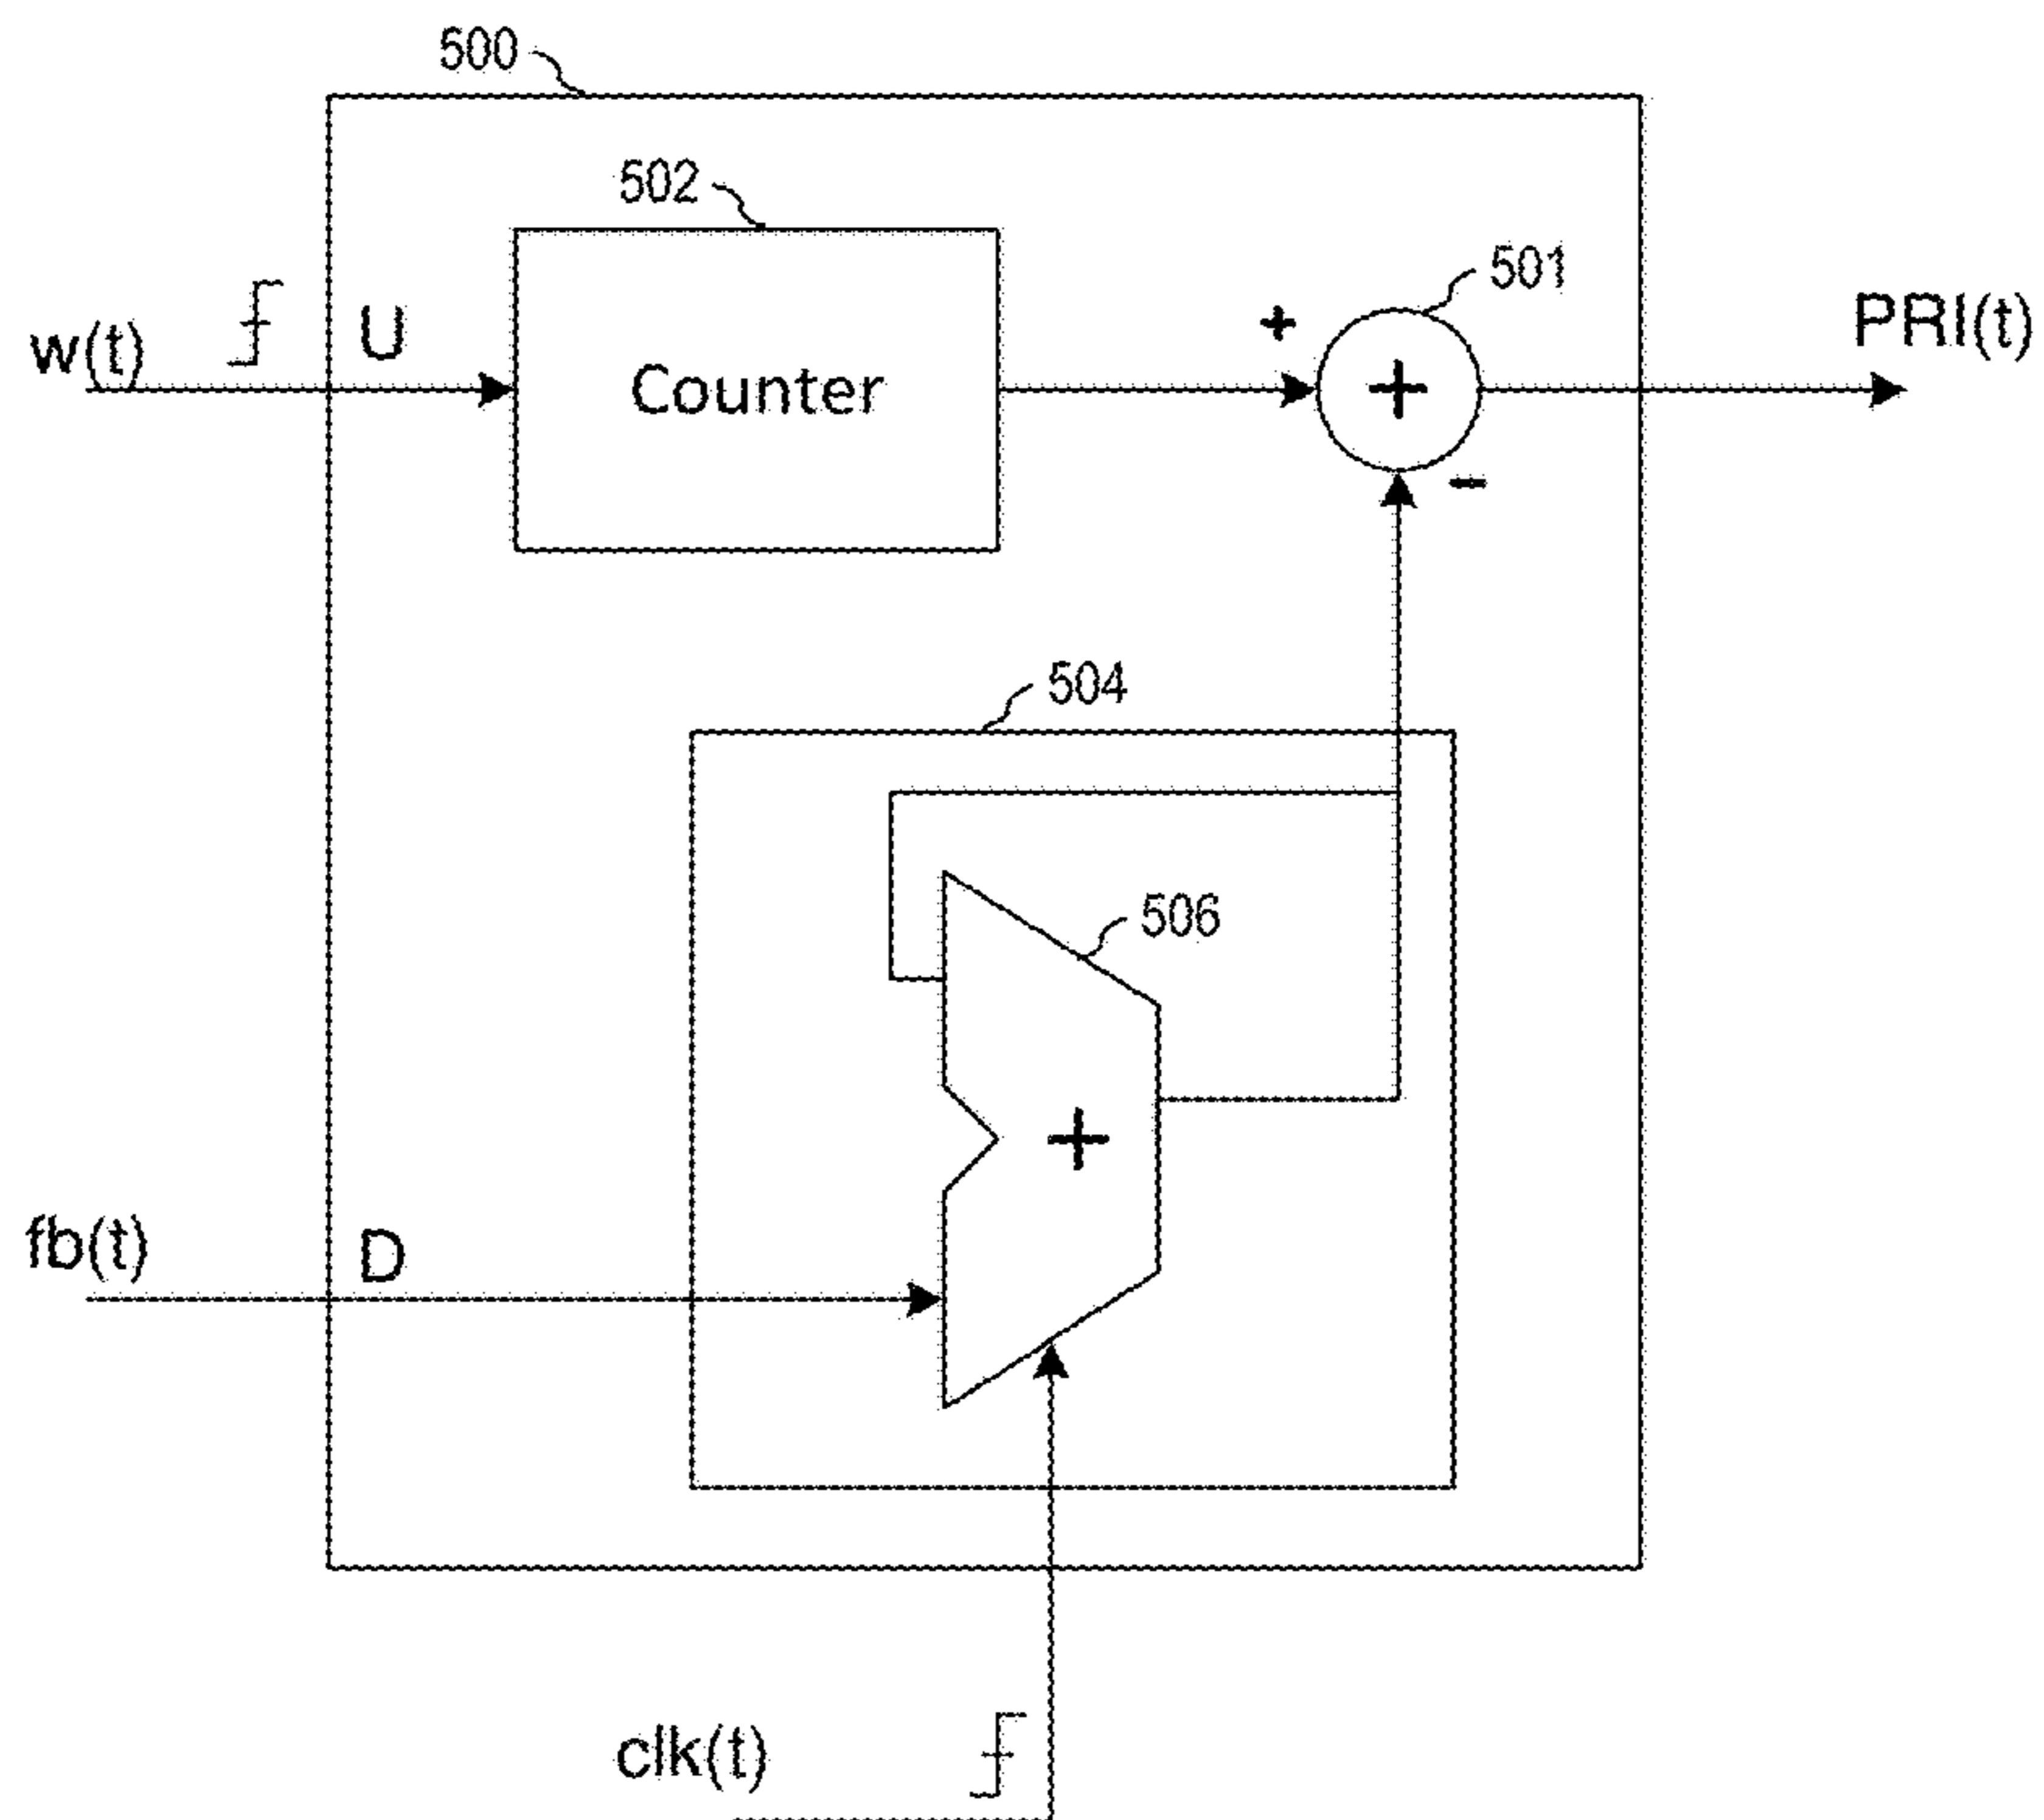 500
502
501
w(t)
U
Counter
+
+
PRI(t)
-
504
506
+
fb(t)
D
clk(t)